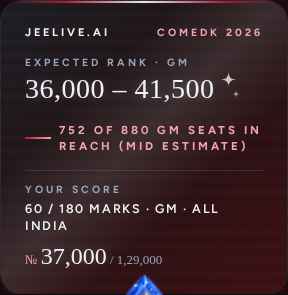 JEELIVE.AI COMEDK 2026
EXPECTED RANK · GM
36,000 – 41,500
752 OF 880 GM SEATS IN
REACH (MID ESTIMATE)
YOUR SCORE
60 / 180 MARKS · GM · ALL
INDIA
№ 37,000 / 1,29,000